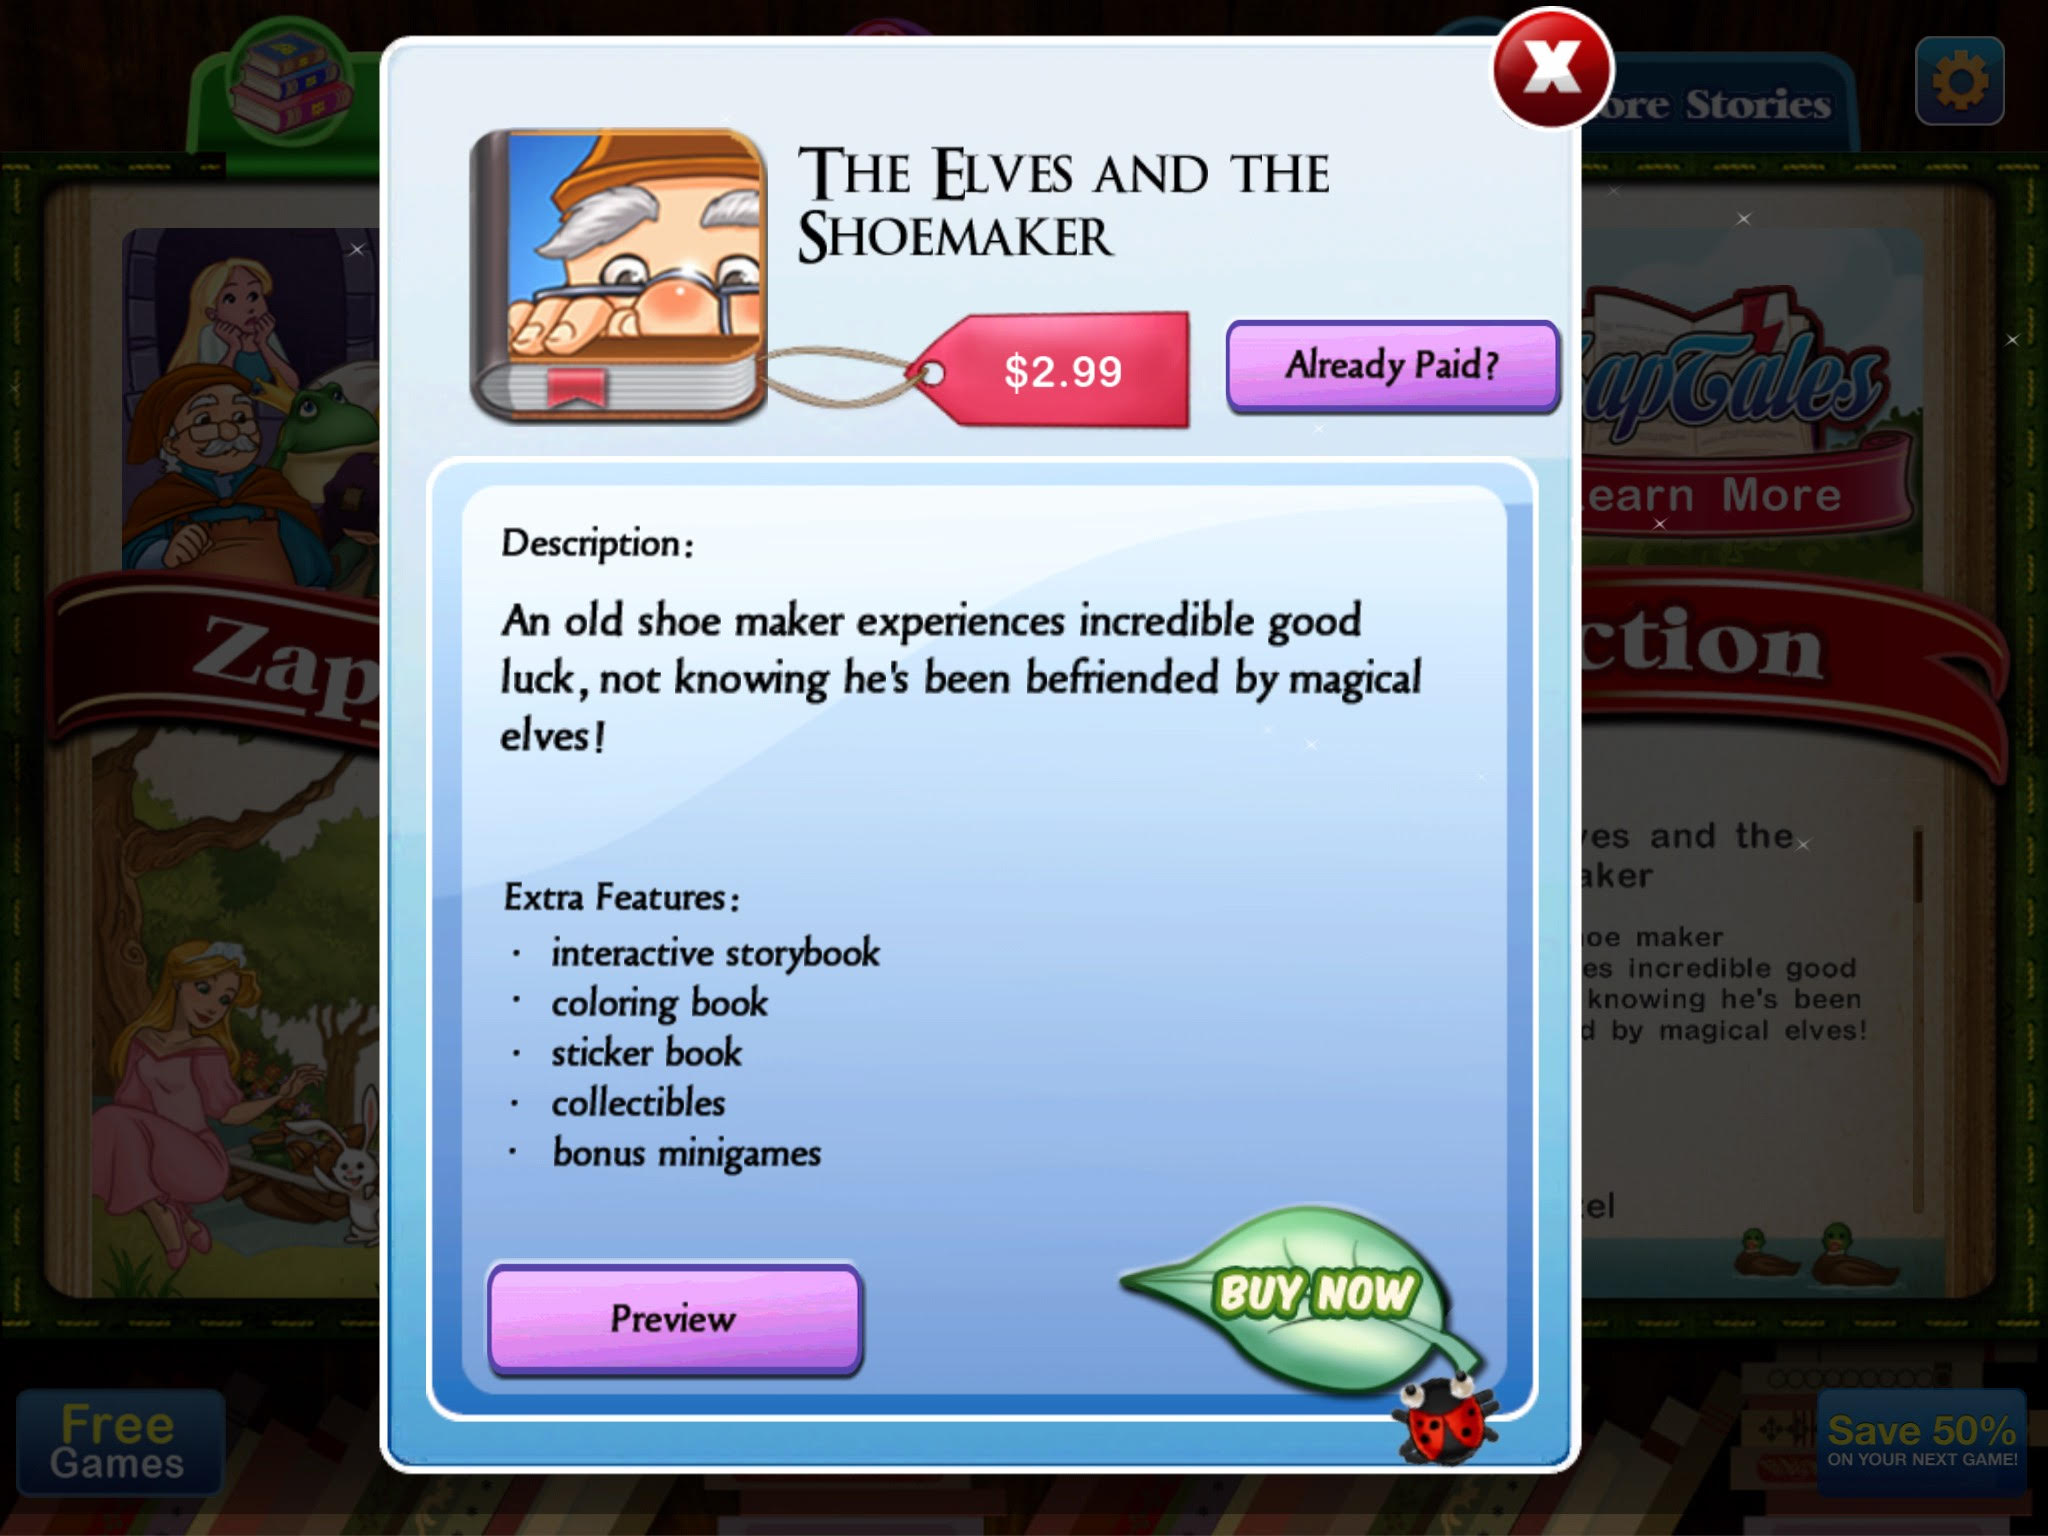 The Elves and the
Shoemaker
$2.99
Already Paid?
Description:
An old shoe maker experiences incredible good
luck, not knowing he's been befriended by magical
elves!
Extra Features:
· interactive storybook
· coloring book
· sticker book
· collectibles
· bonus minigames
Preview
BUY NOW
Zap
ore Stories
apTales
earn More
ction
ves and the
aker
oe maker
es incredible good
knowing he's been
d by magical elves!
tel
Free
Games
Save 50%
ON YOUR NEXT GAME!